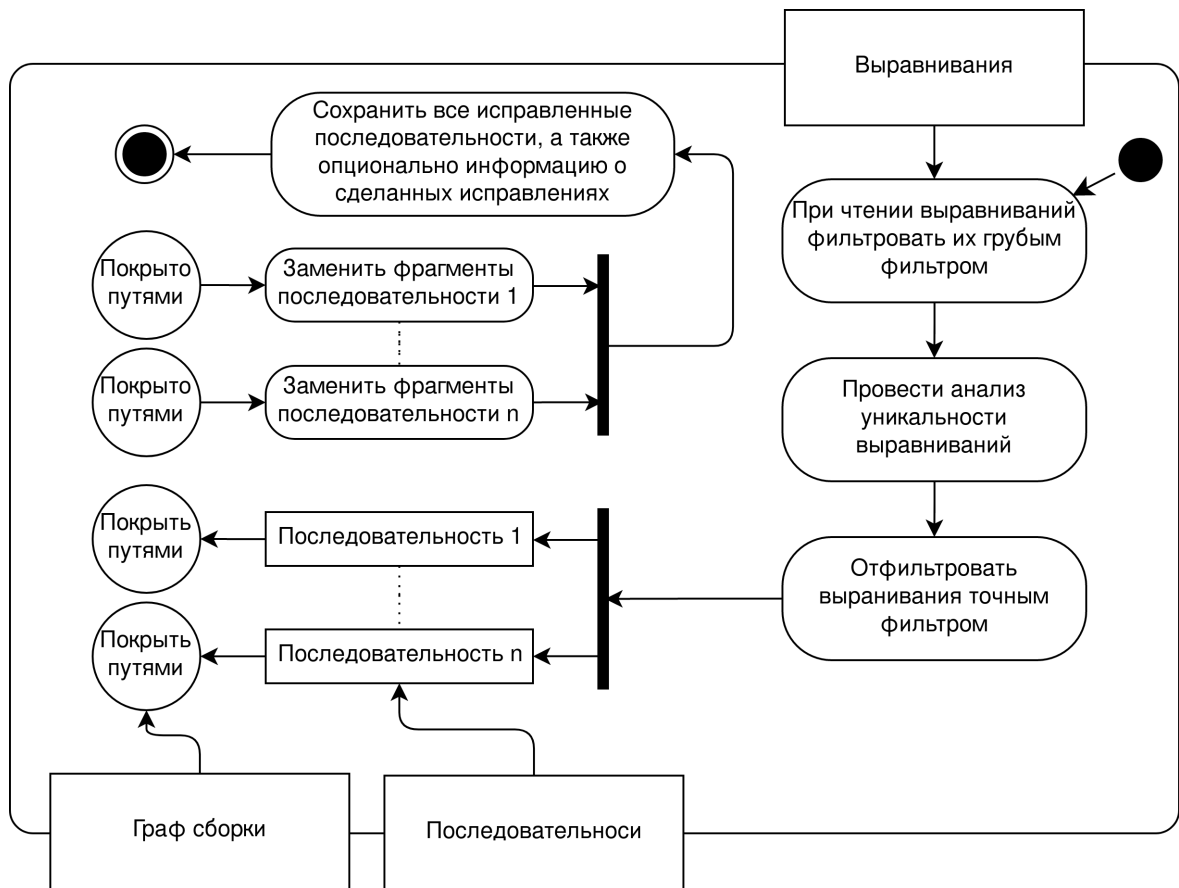 Выравнивания
Сохранить все исправленные
последовательности, а также
опционально информацию о
сделанных исправлениях
При чтении выравниваний
фильтровать их грубым
фильтром
Покрыто
путями
Заменить фрагменты
последовательности 1
Покрыто
путями
Заменить фрагменты
последовательности n
Провести анализ
уникальности
выравниваний
Покрыть
путями
Последовательность 1
Отфильтровать
выранивания точным
фильтром
Покрыть
путями
Последовательность n
Граф сборки
Последовательноси